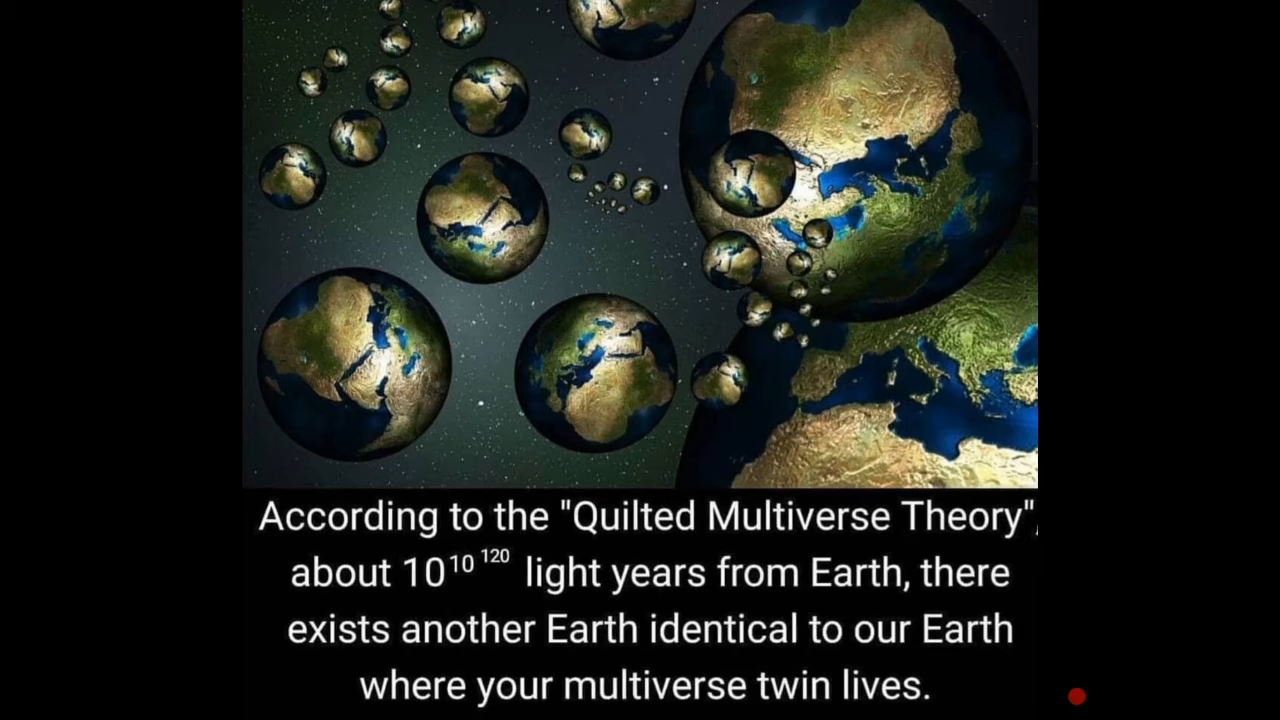 According to the "Quilted Multiverse Theory",
about 10^10^120 light years from Earth, there
exists another Earth identical to our Earth
where your multiverse twin lives.